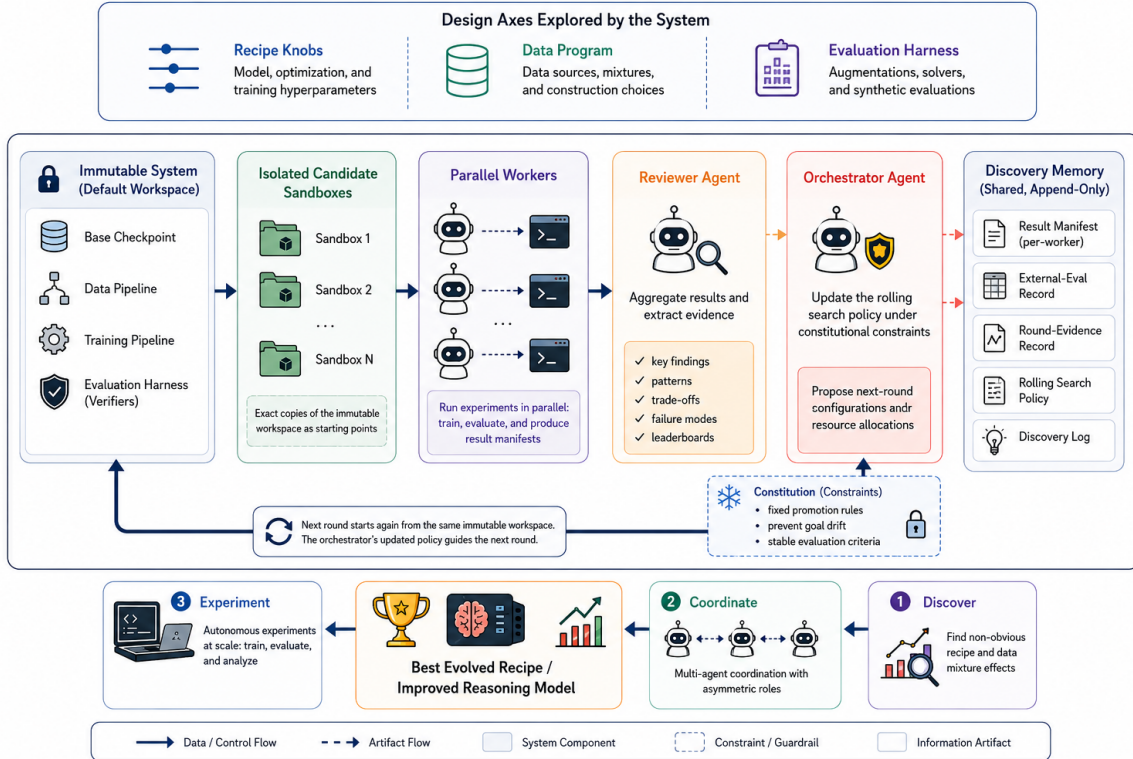 Design Axes Explored by the System
Recipe Knobs
Model, optimization, and
training hyperparameters
Data Program
Data sources, mixtures,
and construction choices
Evaluation Harness
Augmentations, solvers,
and synthetic evaluations
Immutable System
(Default Workspace)
Base Checkpoint
Data Pipeline
Training Pipeline
Evaluation Harness
(Verifiers)
Isolated Candidate
Sandboxes
Sandbox 1
Sandbox 2
...
Sandbox N
Exact copies of the immutable
workspace as starting points
Parallel Workers
...
Run experiments in parallel:
train, evaluate, and produce
result manifests
Reviewer Agent
Aggregate results and
extract evidence
✓ key findings
✓ patterns
✓ trade-offs
✓ failure modes
✓ leaderboards
Orchestrator Agent
Update the rolling
search policy under
constitutional constraints
Propose next-round
configurations andr
resource allocations
Discovery Memory
(Shared, Append-Only)
Result Manifest
(per-worker)
External-Eval
Record
Round-Evidence
Record
Rolling Search
Policy
Discovery Log
Constitution (Constraints)
• fixed promotion rules
• prevent goal drift
• stable evaluation criteria
Next round starts again from the same immutable workspace.
The orchestrator's updated policy guides the next round.
3 Experiment
Autonomous experiments
at scale: train, evaluate,
and analyze
Best Evolved Recipe /
Improved Reasoning Model
2 Coordinate
Multi-agent coordination with
asymmetric roles
1 Discover
Find non-obvious
recipe and data
mixture effects
Data / Control Flow
Artifact Flow
System Component
Constraint / Guardrail
Information Artifact